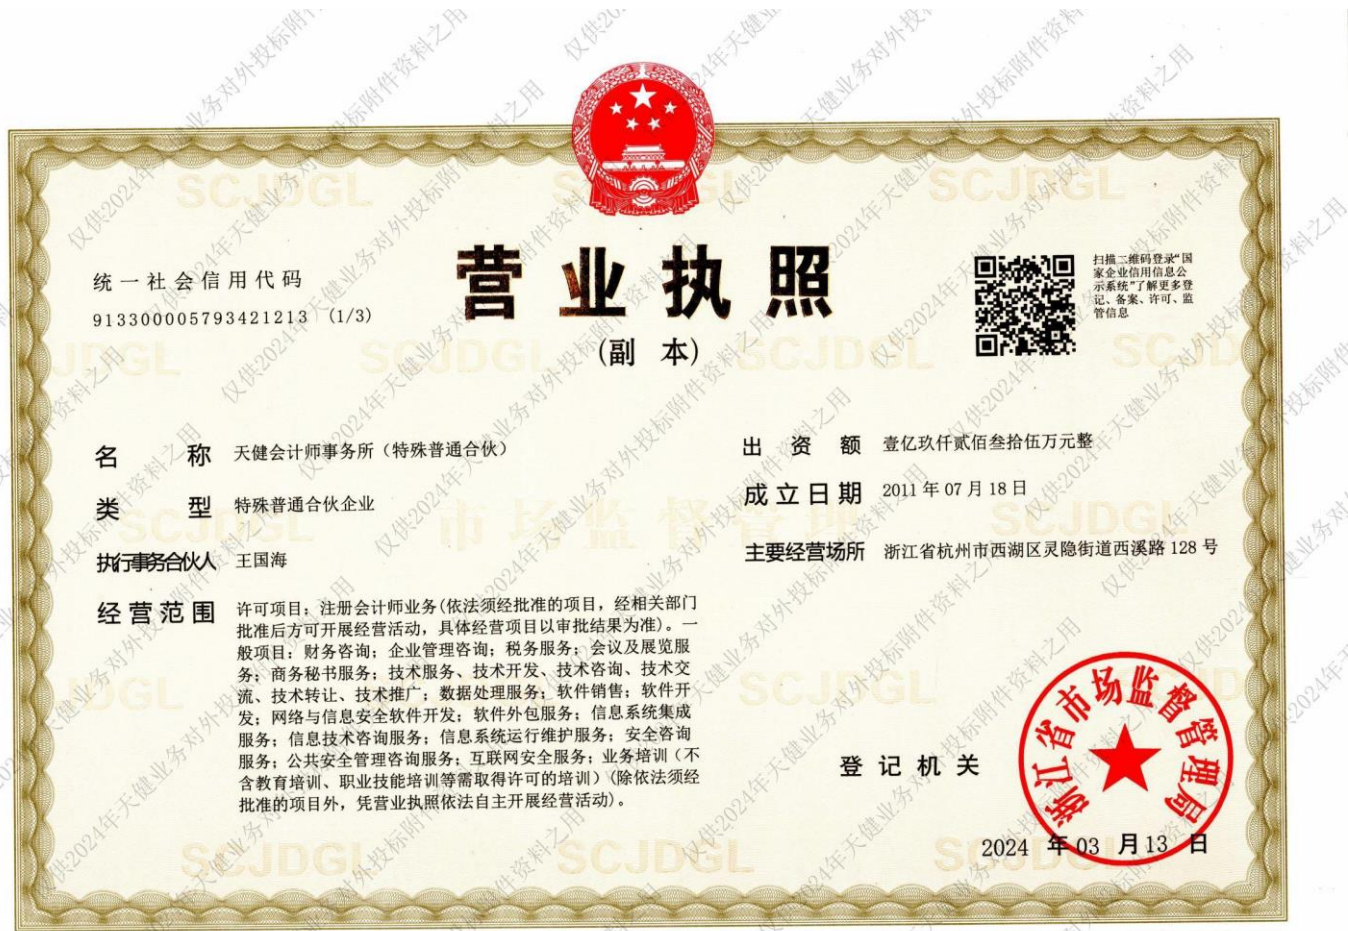 营业执照
(副 本)
统一社会信用代码
913300005793421213 (1/3)
扫描二维码登录“国
家企业信用信息公
示系统”了解更多登
记、备案、许可、监
管信息
名 称 天健会计师事务所（特殊普通合伙）
类 型 特殊普通合伙企业
执行事务合伙人 王国海
经营范围 许可项目：注册会计师业务(依法须经批准的项目，经相关部门
批准后方可开展经营活动，具体经营项目以审批结果为准)。一
般项目：财务咨询；企业管理咨询；税务服务；会议及展览服
务；商务秘书服务；技术服务、技术开发、技术咨询、技术交
流、技术转让、技术推广；数据处理服务；软件销售；软件开
发；网络与信息安全软件开发；软件外包服务；信息系统集成
服务；信息技术咨询服务；信息系统运行维护服务；安全咨询
服务；公共安全管理咨询服务；互联网安全服务；业务培训（不
含教育培训、职业技能培训等需取得许可的培训）(除依法须经
批准的项目外，凭营业执照依法自主开展经营活动)。
出 资 额 壹亿玖仟贰佰叁拾伍万元整
成立日期 2011 年 07 月 18 日
主要经营场所 浙江省杭州市西湖区灵隐街道西溪路 128 号
登记机关
浙江省市场监督管理局
2024 年 03 月 13 日
SCJDGL
市场监督管理
仅供2024年天健业务对外投标附件资料之用